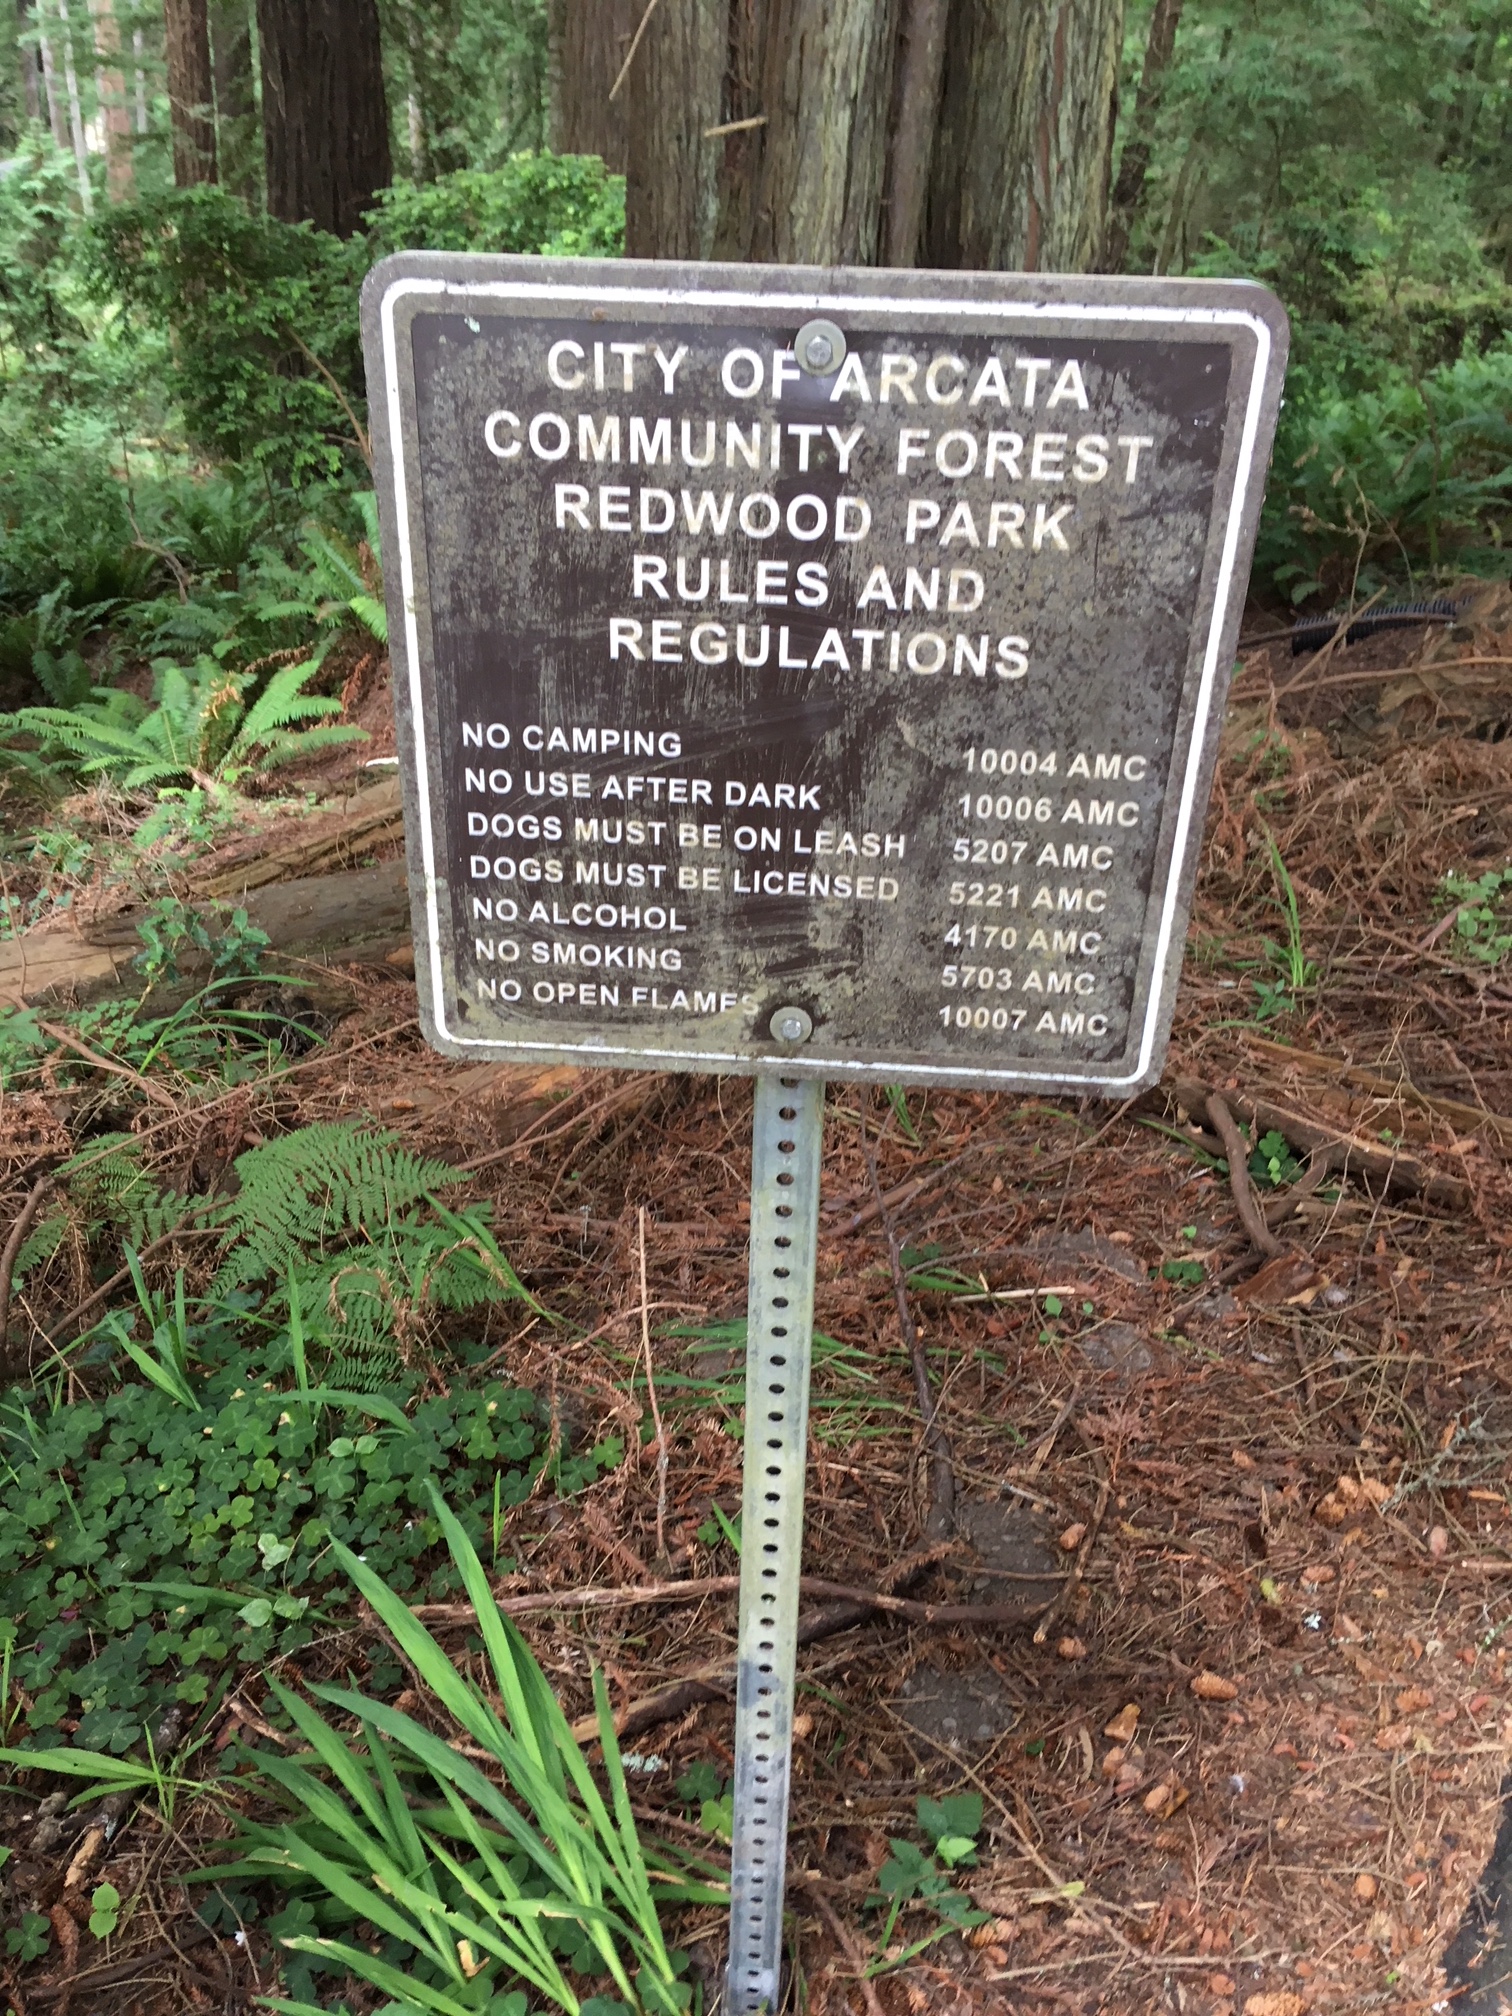 CITY OF ARCATA
COMMUNITY FOREST
REDWOOD PARK
RULES AND
REGULATIONS
NO CAMPING 10004 AMC
NO USE AFTER DARK 10006 AMC
DOGS MUST BE ON LEASH 5207 AMC
DOGS MUST BE LICENSED 5221 AMC
NO ALCOHOL 4170 AMC
NO SMOKING 5703 AMC
NO OPEN FLAMES 10007 AMC